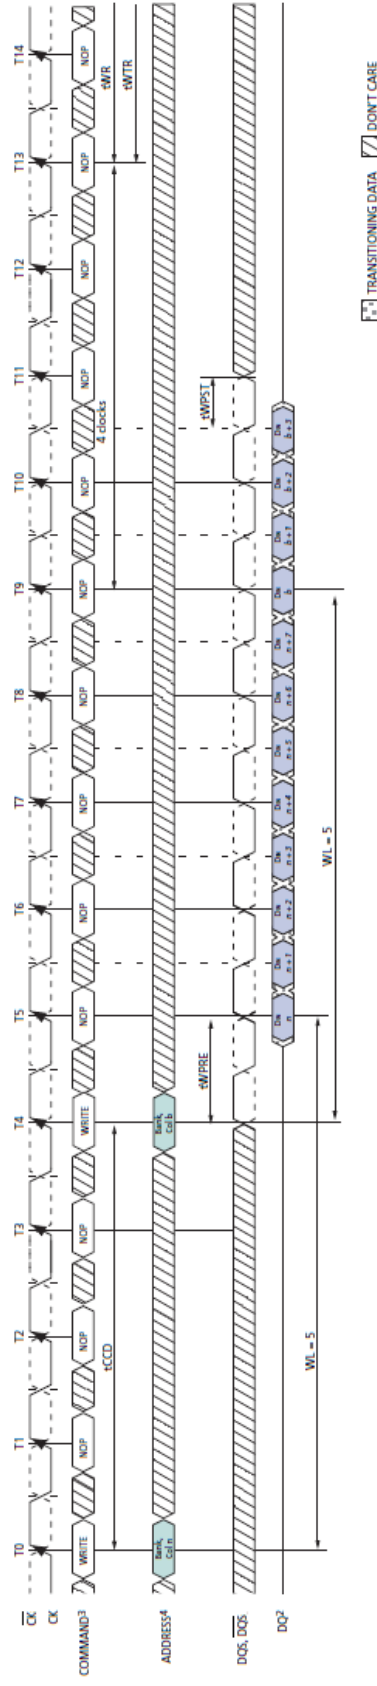 T0 T1 T2 T3 T4 T5 T6 T7 T8 T9 T10 T11 T12 T13 T14
CK
CK
COMMAND3 WRITE NOP NOP NOP WRITE NOP NOP NOP NOP NOP NOP NOP NOP NOP NOP
tCCD 4 clocks tWR
tWTR
ADDRESS4 Bank, Col n Bank, Col b
tWPRE tWPST
DQS, DQS
DQ2 Din n Din n+1 Din n+2 Din n+3 Din n+4 Din n+5 Din n+6 Din n+7 Din b Din b+1 Din b+2 Din b+3
WL = 5
WL = 5
TRANSITIONING DATA DON'T CARE